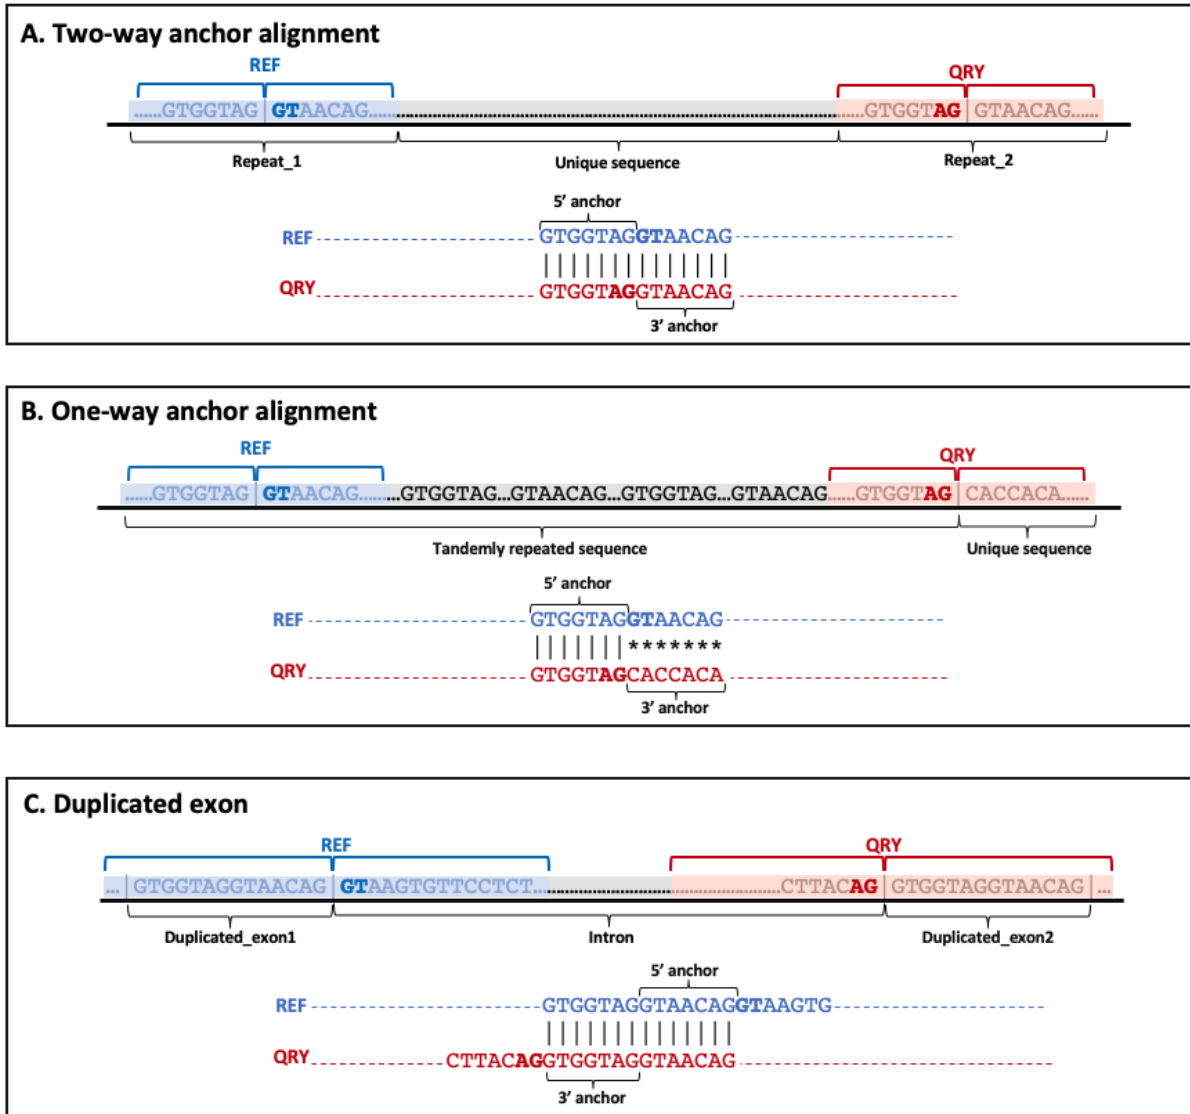 A. Two-way anchor alignment
REF
QRY
......GTGGTAG GTAACAG...............................................................................GTGGTAG GTAACAG......
Repeat_1
Unique sequence
Repeat_2
5' anchor
REF GTGGTAGGTAACAG
QRY GTGGTAGGTAACAG
3' anchor
B. One-way anchor alignment
REF
QRY
......GTGGTAG GTAACAG.........GTGGTAG...GTAACAG...GTGGTAG...GTAACAG......GTGGTAG CACCACA......
Tandemly repeated sequence
Unique sequence
5' anchor
REF GTGGTAGGTAACAG
*******
QRY GTGGTAGCACCACA
3' anchor
C. Duplicated exon
REF
QRY
... GTGGTAGGTAACAG GTAAGTGTTCCTCT..........................................CTTACAG GTGGTAGGTAACAG ...
Duplicated_exon1
Intron
Duplicated_exon2
5' anchor
REF GTGGTAGGTAACAGGTAAGTG
QRY CTTACAGGTGGTAGGTAACAG
3' anchor